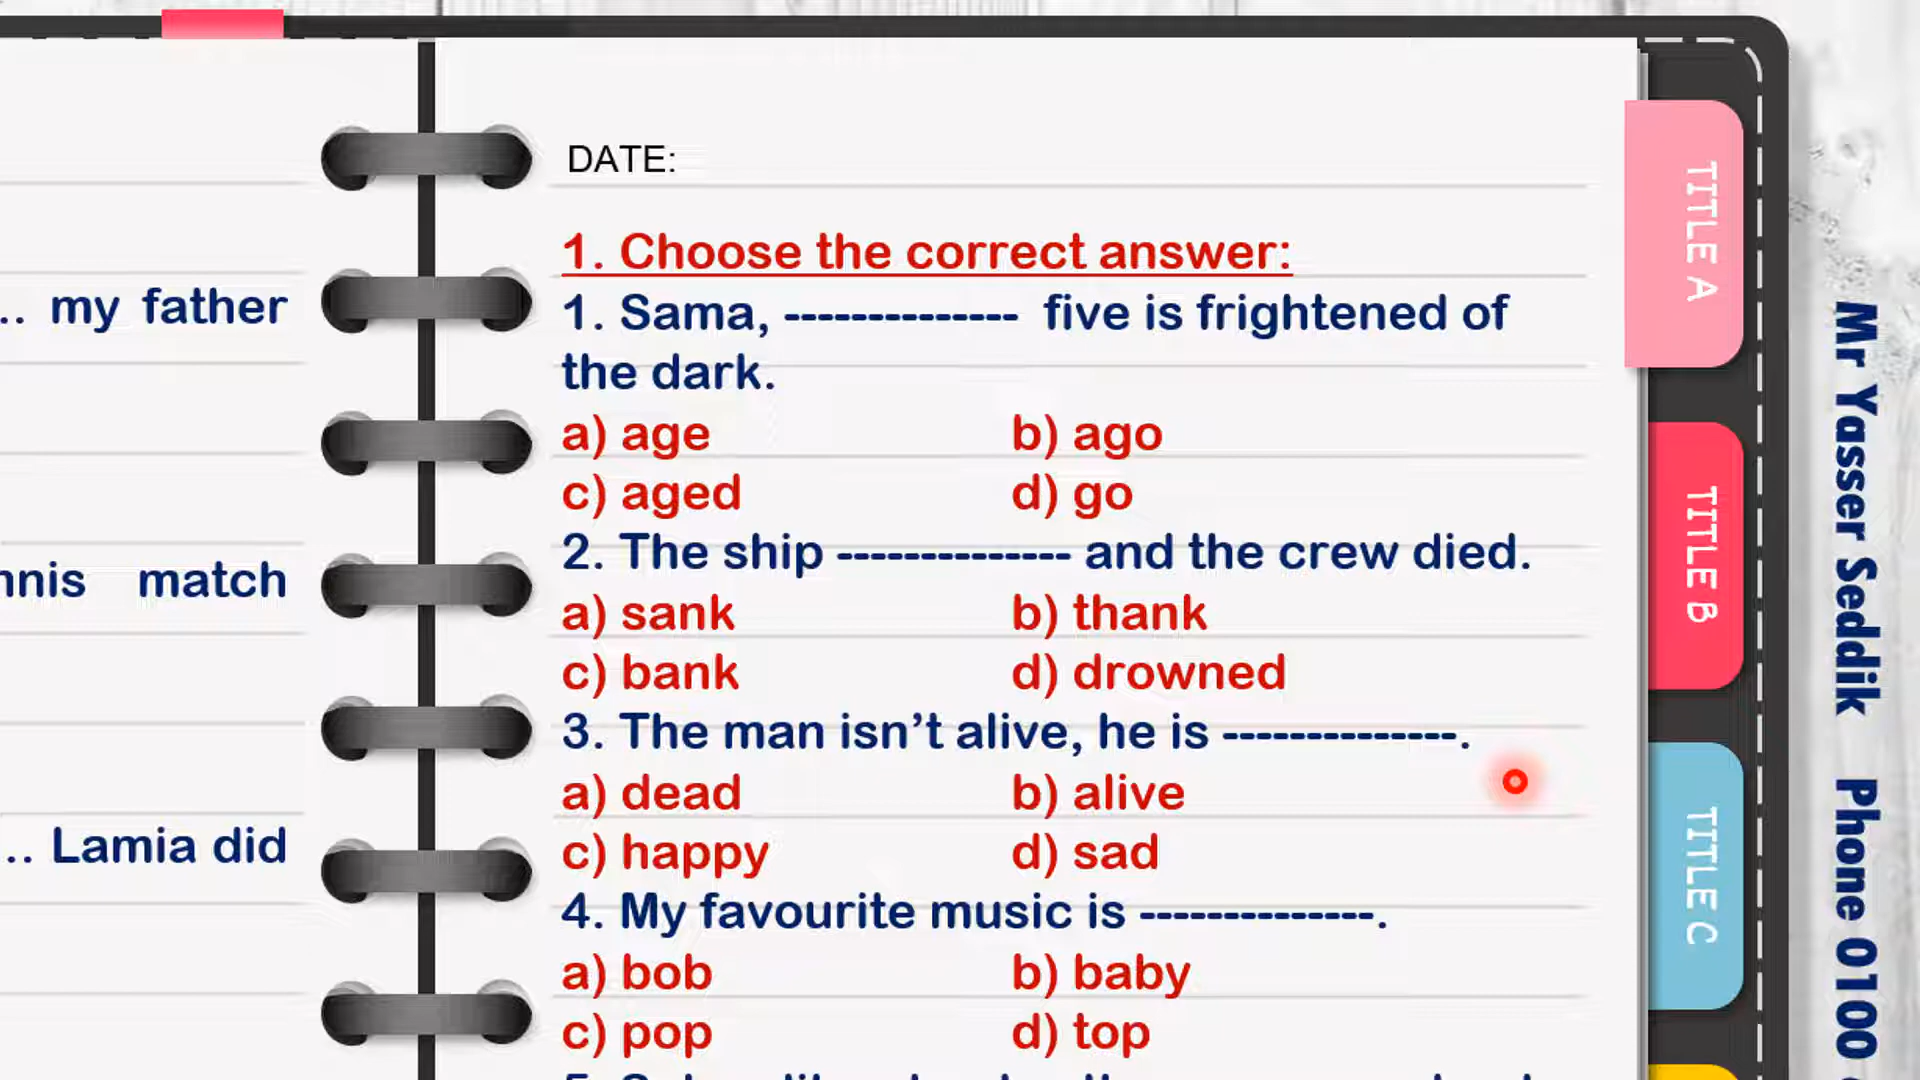 .. my father
match
.. Lamia did
DATE:
1. Choose the correct answer:
1. Sama, -------------- five is frightened of
the dark.
a) age b) ago
c) aged d) go
2. The ship -------------- and the crew died.
a) sank b) thank
c) bank d) drowned
3. The man isn’t alive, he is --------------.
a) dead b) alive
c) happy d) sad
4. My favourite music is --------------.
a) bob b) baby
c) pop d) top
TITLE A
TITLE B
TITLE C
Mr Yasser Seddik Phone 0100